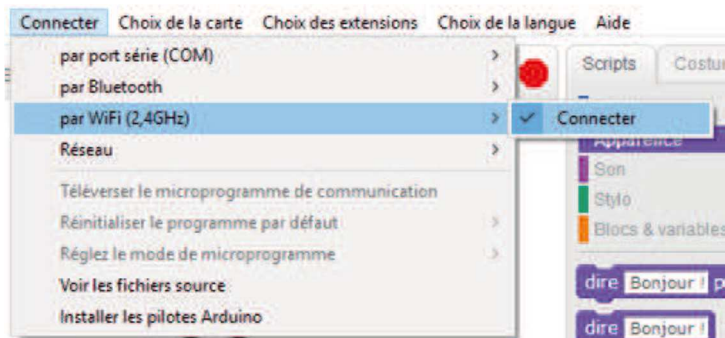 Connecter Choix de la carte Choix des extensions Choix de la langue Aide
par port série (COM)
par Bluetooth
par WiFi (2,4GHz)
Connecter
Réseau
Téléverser le microprogramme de communication
Réinitialiser le programme par défaut
Réglez le mode de microprogramme
Voir les fichiers source
Installer les pilotes Arduino
Scripts
Apparence
Son
Stylo
Blocs & variables
dire Bonjour !
dire Bonjour !